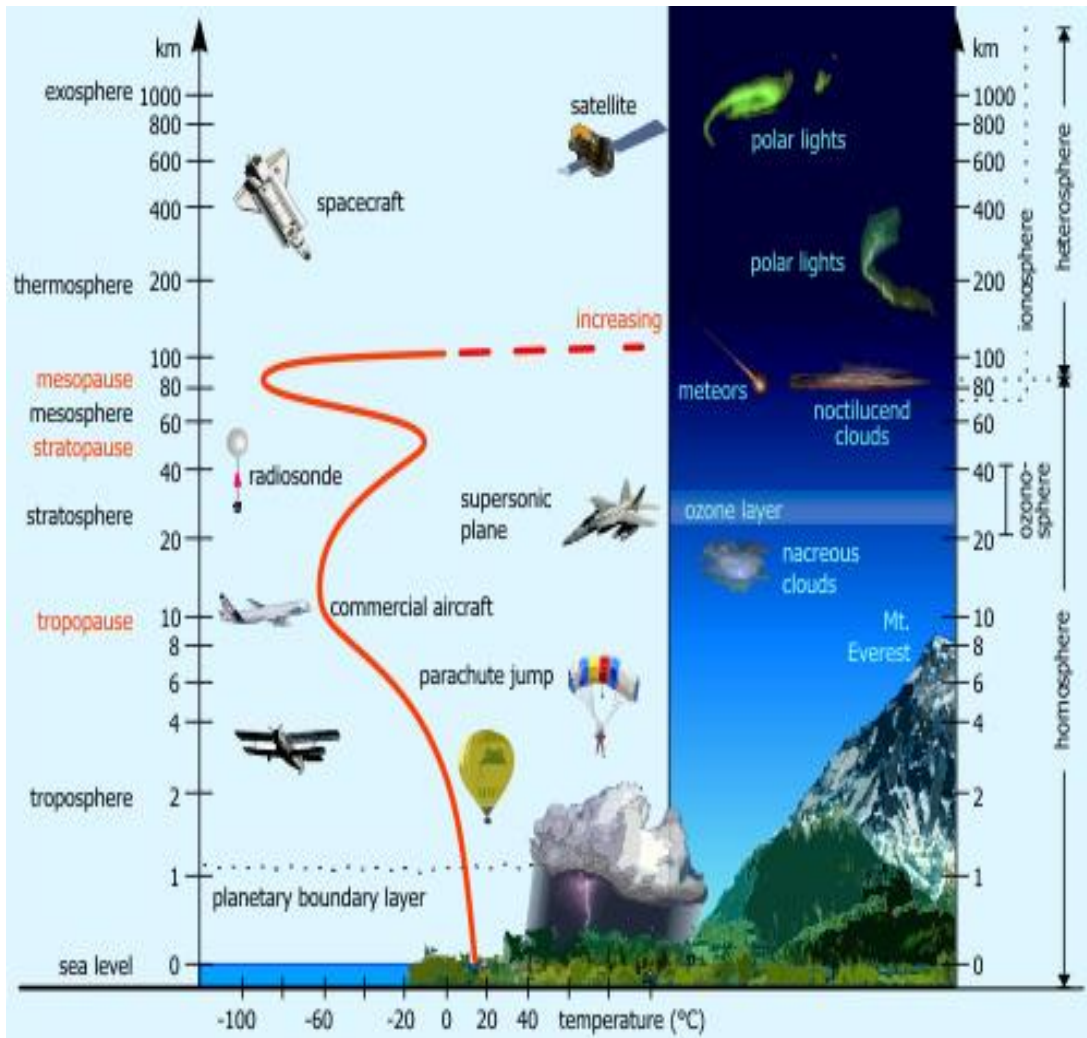 km
km
exosphere 1000
satellite
1000
800
800
polar lights
600
600
spacecraft
400
400
heterosphere
ionosphere
polar lights
thermosphere 200
200
increasing
100
100
mesopause 80
meteors
80
mesosphere 60
noctilucend
clouds
60
stratopause
40
radiosonde
40
ozono-
sphere
supersonic
plane
ozone layer
stratosphere
20
20
nacreous
clouds
commercial aircraft
tropopause 10
Mt.
Everest
10
8
8
parachute jump
6
6
4
4
homosphere
troposphere 2
2
1
1
planetary boundary layer
sea level 0
0
-100 -60 -20 0 20 40 temperature (°C)